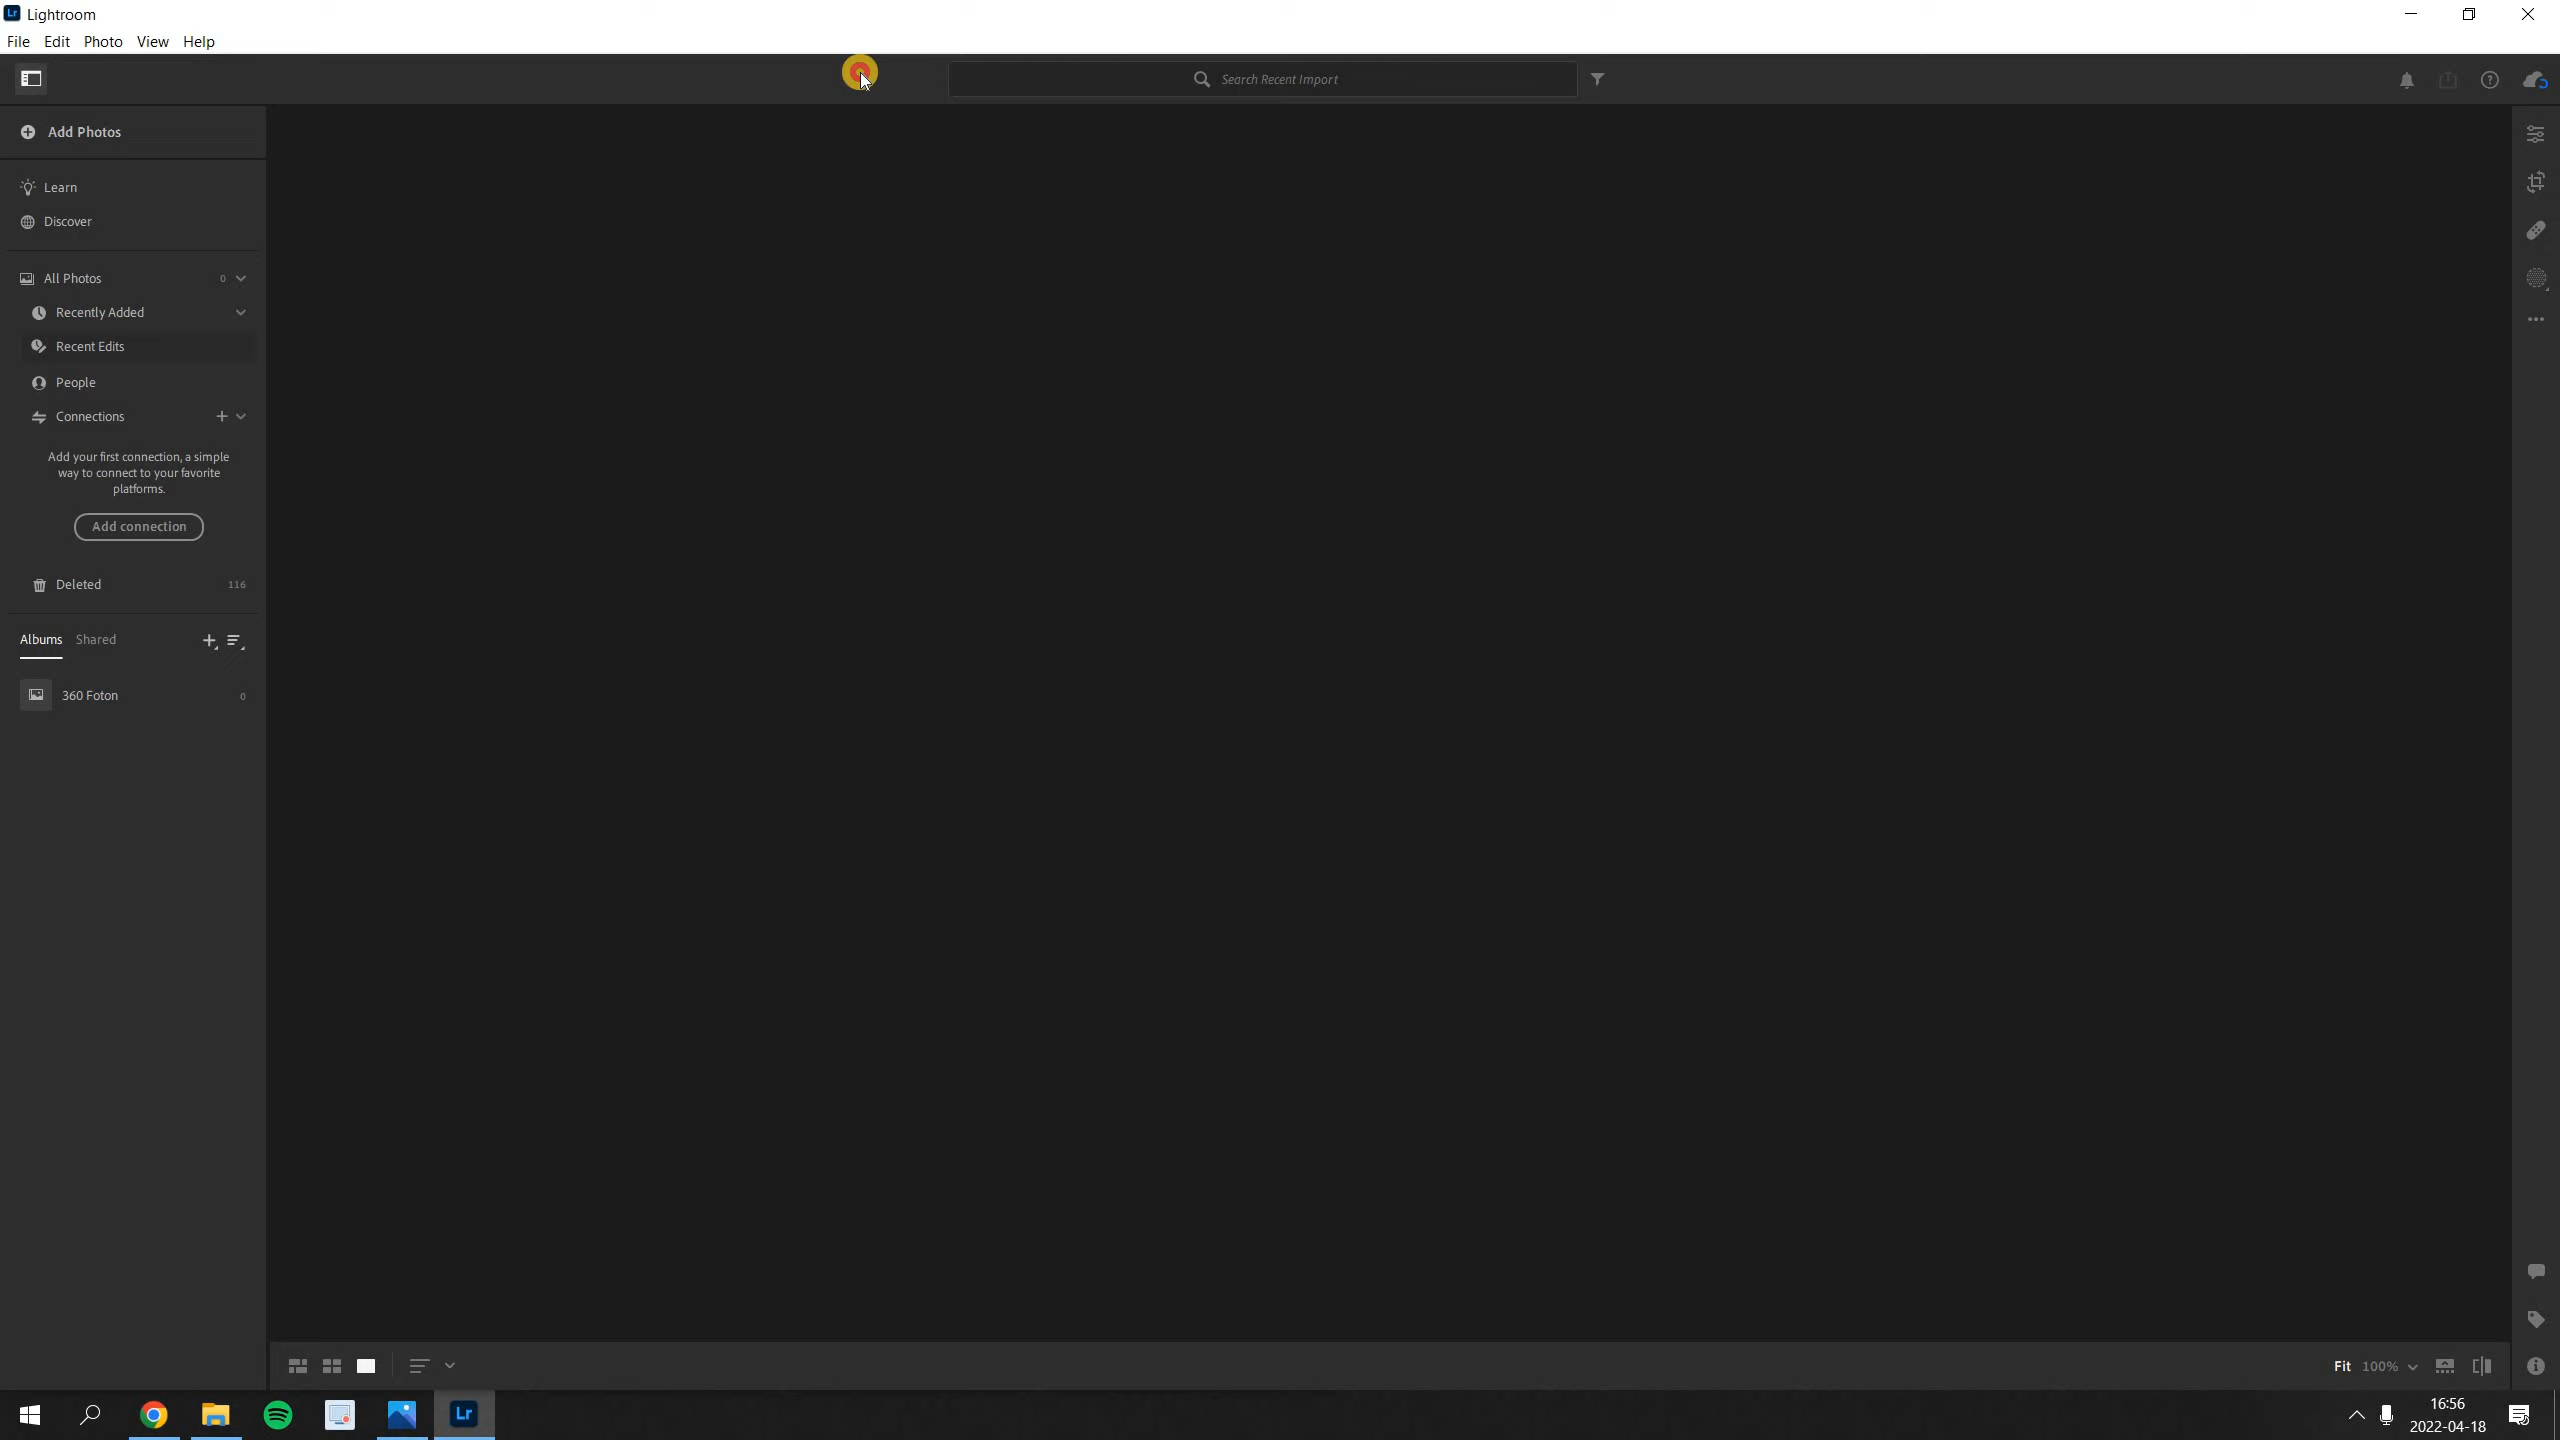 Lr Lightroom
File Edit Photo View Help
Search Recent Import
Add Photos
Learn
Discover
All Photos 0
Recently Added
Recent Edits
People
Connections
Add your first connection, a simple
way to connect to your favorite
platforms.
Add connection
Deleted 116
Albums Shared
360 Foton 0
Fit 100%
Lr
16:56
2022-04-18